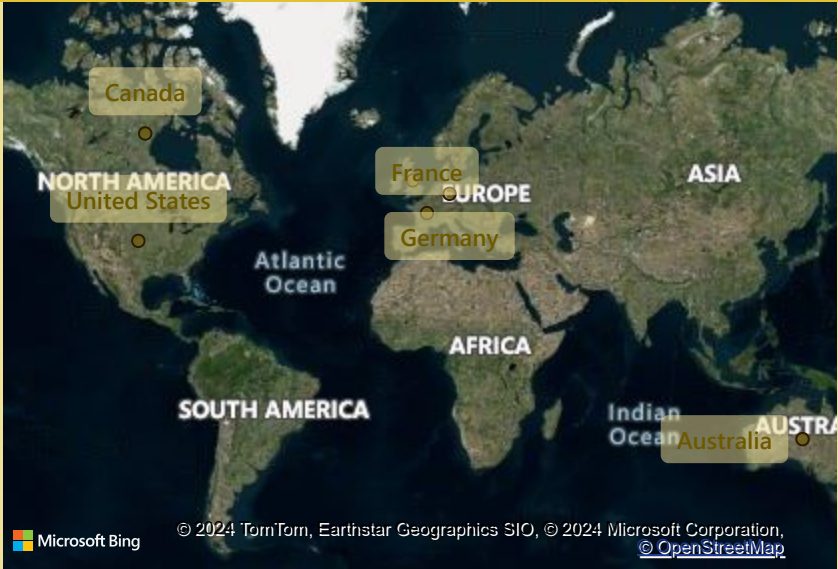 Canada
NORTH AMERICA
United States
France
EUROPE
Germany
ASIA
Atlantic
Ocean
AFRICA
SOUTH AMERICA
Indian
Ocean
AUSTRA
Australia
Microsoft Bing
© 2024 TomTom, Earthstar Geographics SIO, © 2024 Microsoft Corporation,
© OpenStreetMap